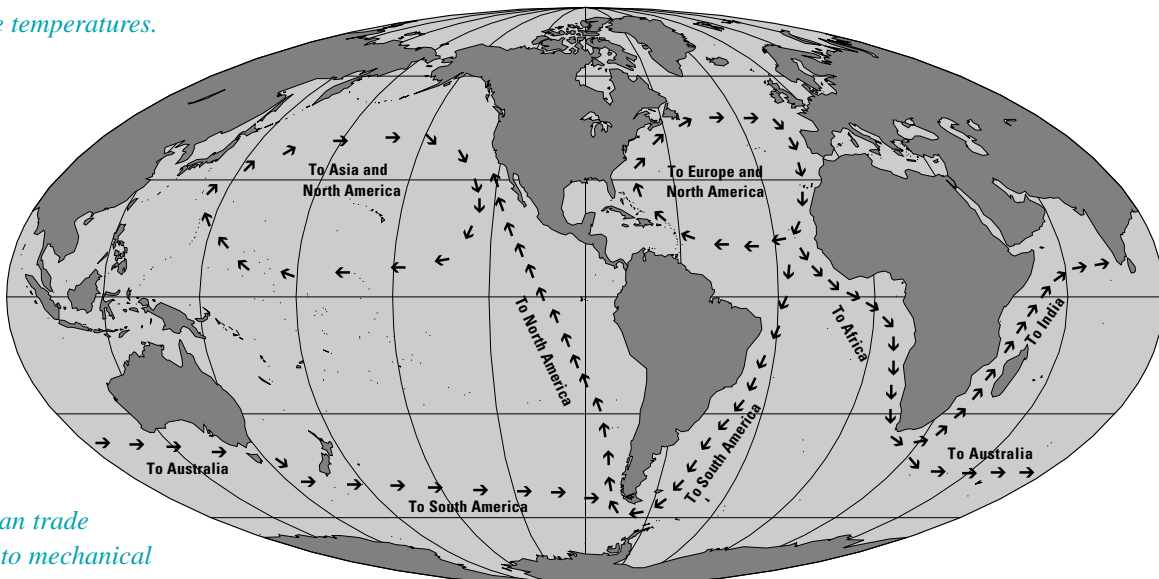 e temperatures.
To Asia and
North America
To Europe and
North America
To North America
To Africa
To India
To South America
To Australia
To Australia
To South America
an trade
to mechanical